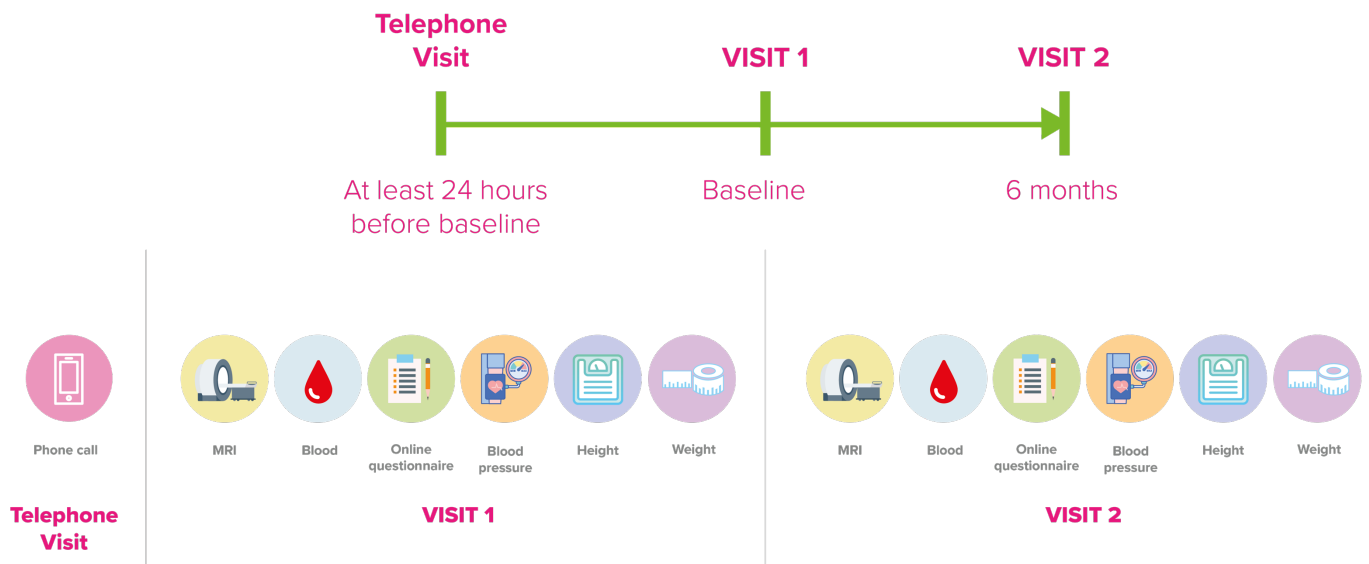 Telephone
Visit
VISIT 1
VISIT 2
At least 24 hours
before baseline
Baseline
6 months
Phone call
MRI
Blood
Online
questionnaire
Blood
pressure
Height
Weight
MRI
Blood
Online
questionnaire
Blood
pressure
Height
Weight
Telephone
Visit
VISIT 1
VISIT 2